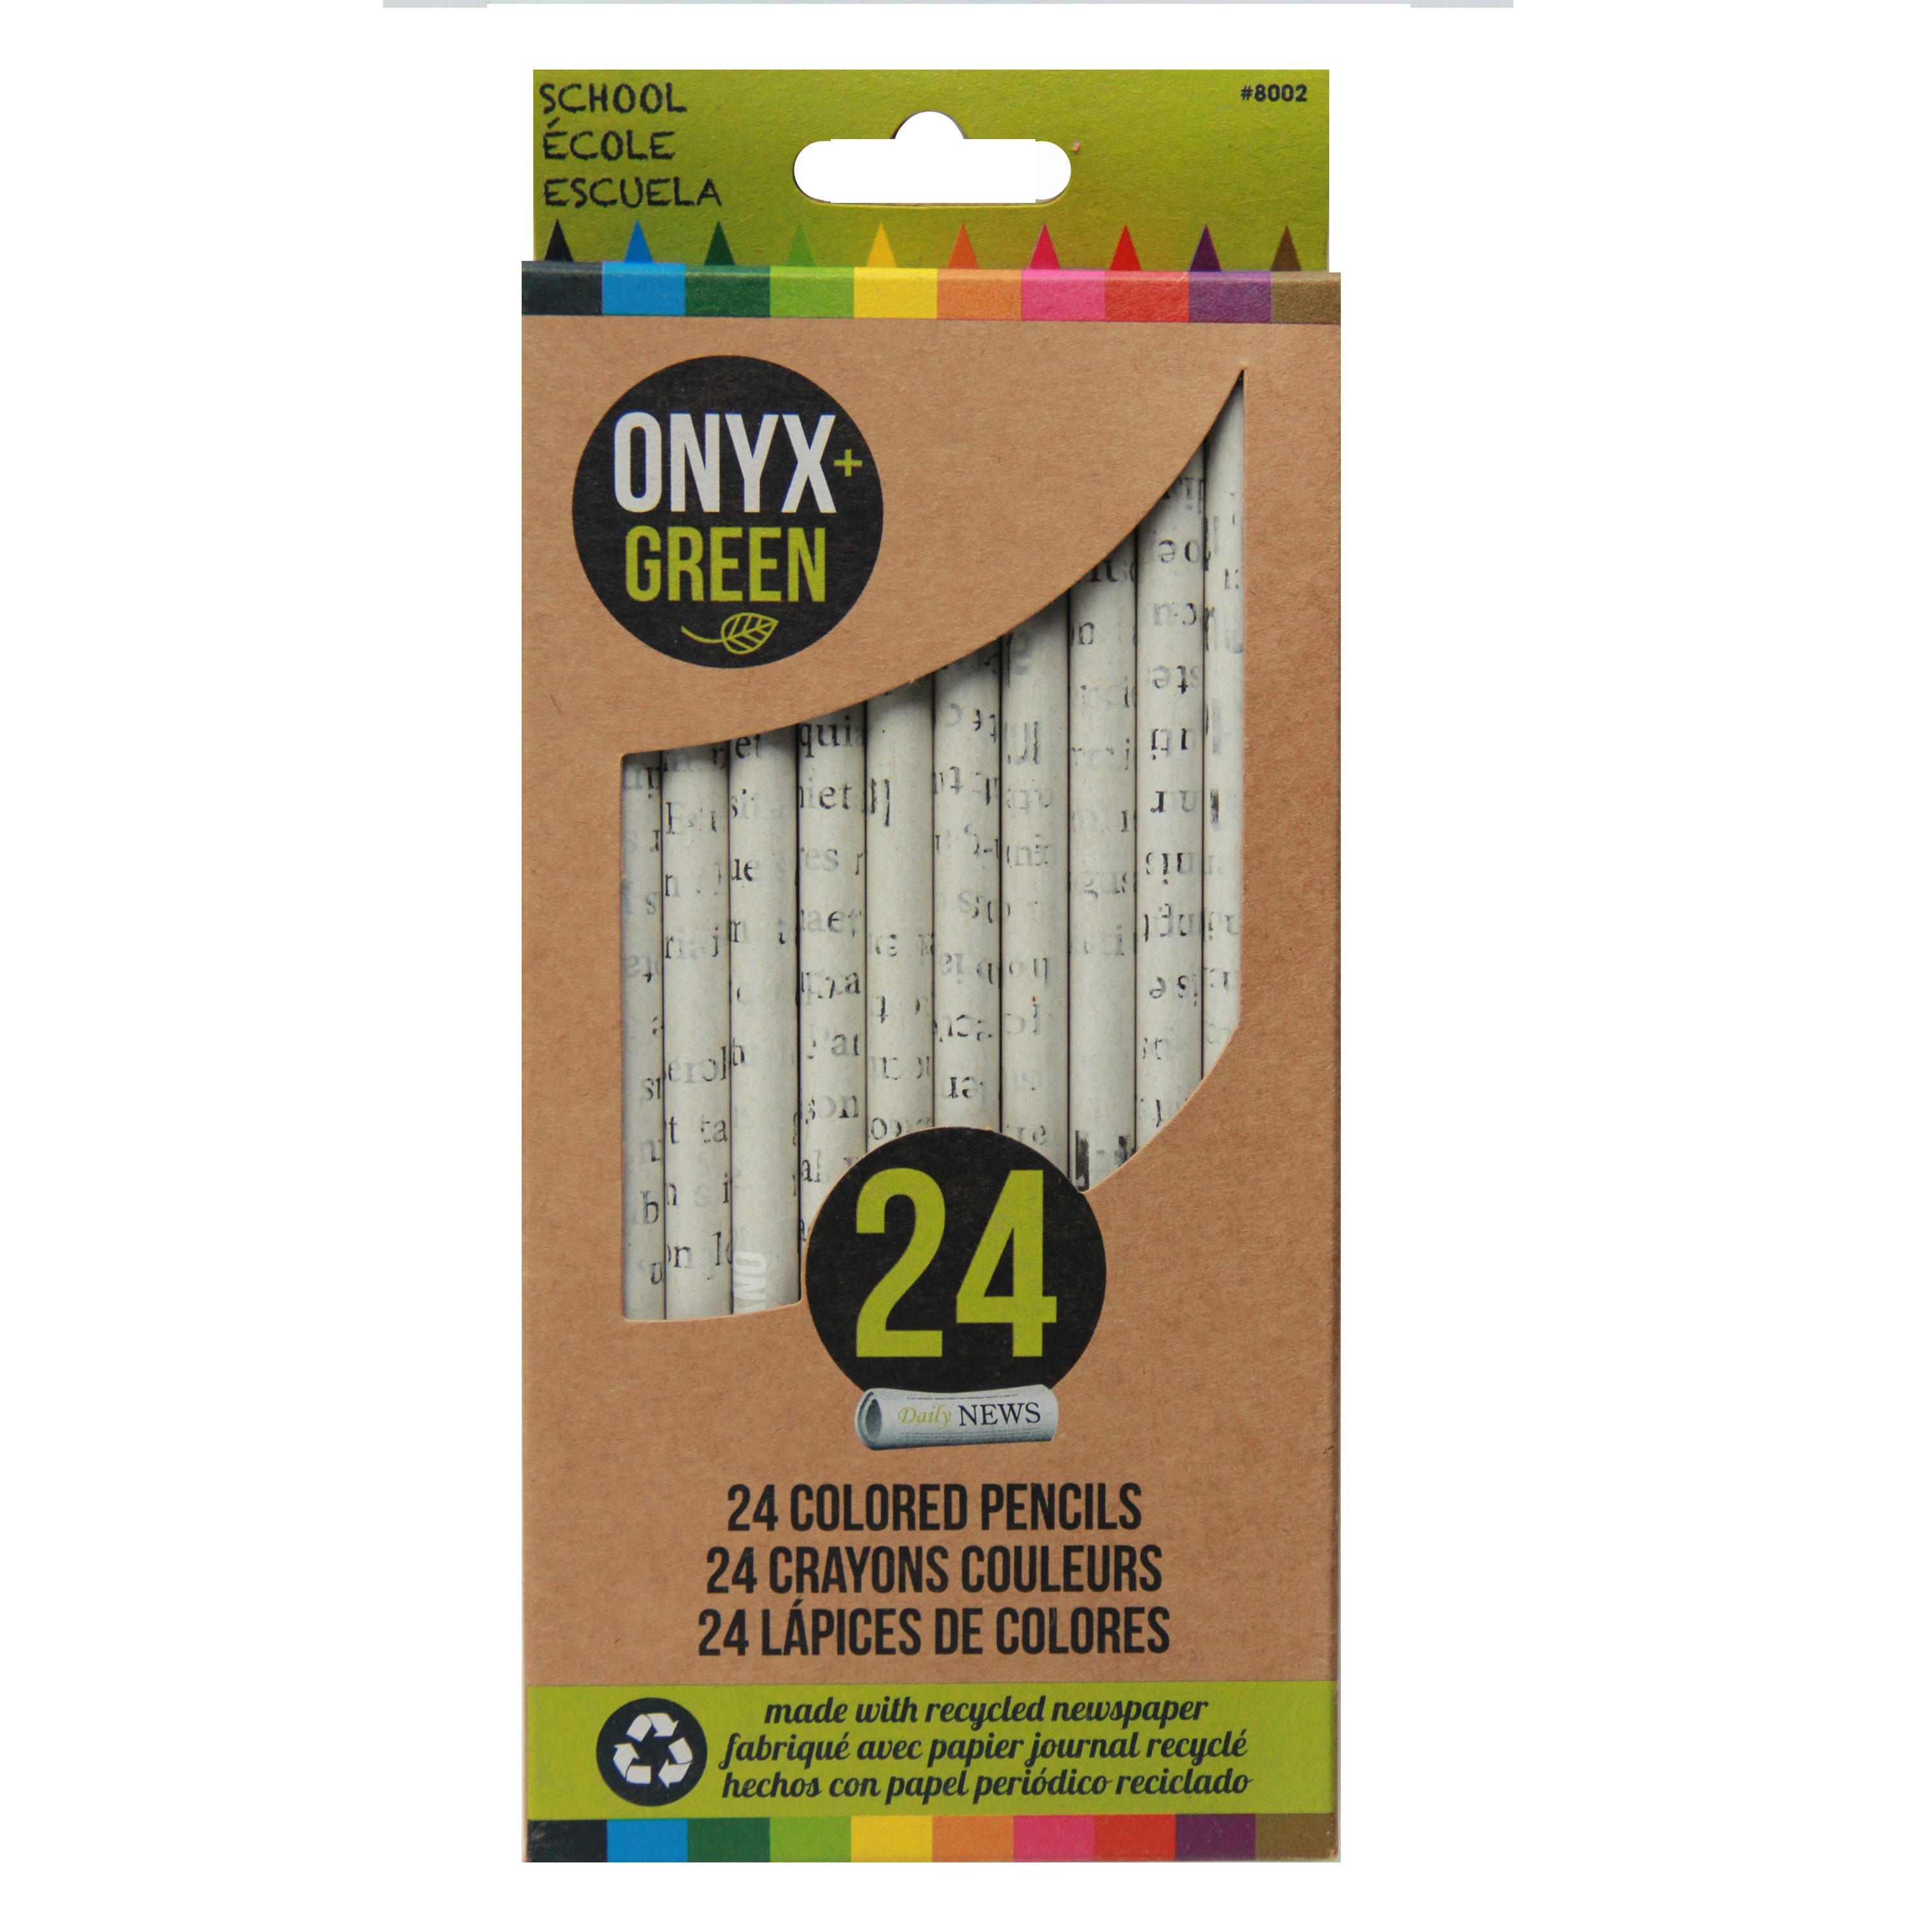 SCHOOL
ÉCOLE
ESCUELA
#8002
ONYX+
GREEN
24
Daily NEWS
24 COLORED PENCILS
24 CRAYONS COULEURS
24 LÁPICES DE COLORES
made with recycled newspaper
fabriqué avec papier journal recyclé
hechos con papel periódico reciclado